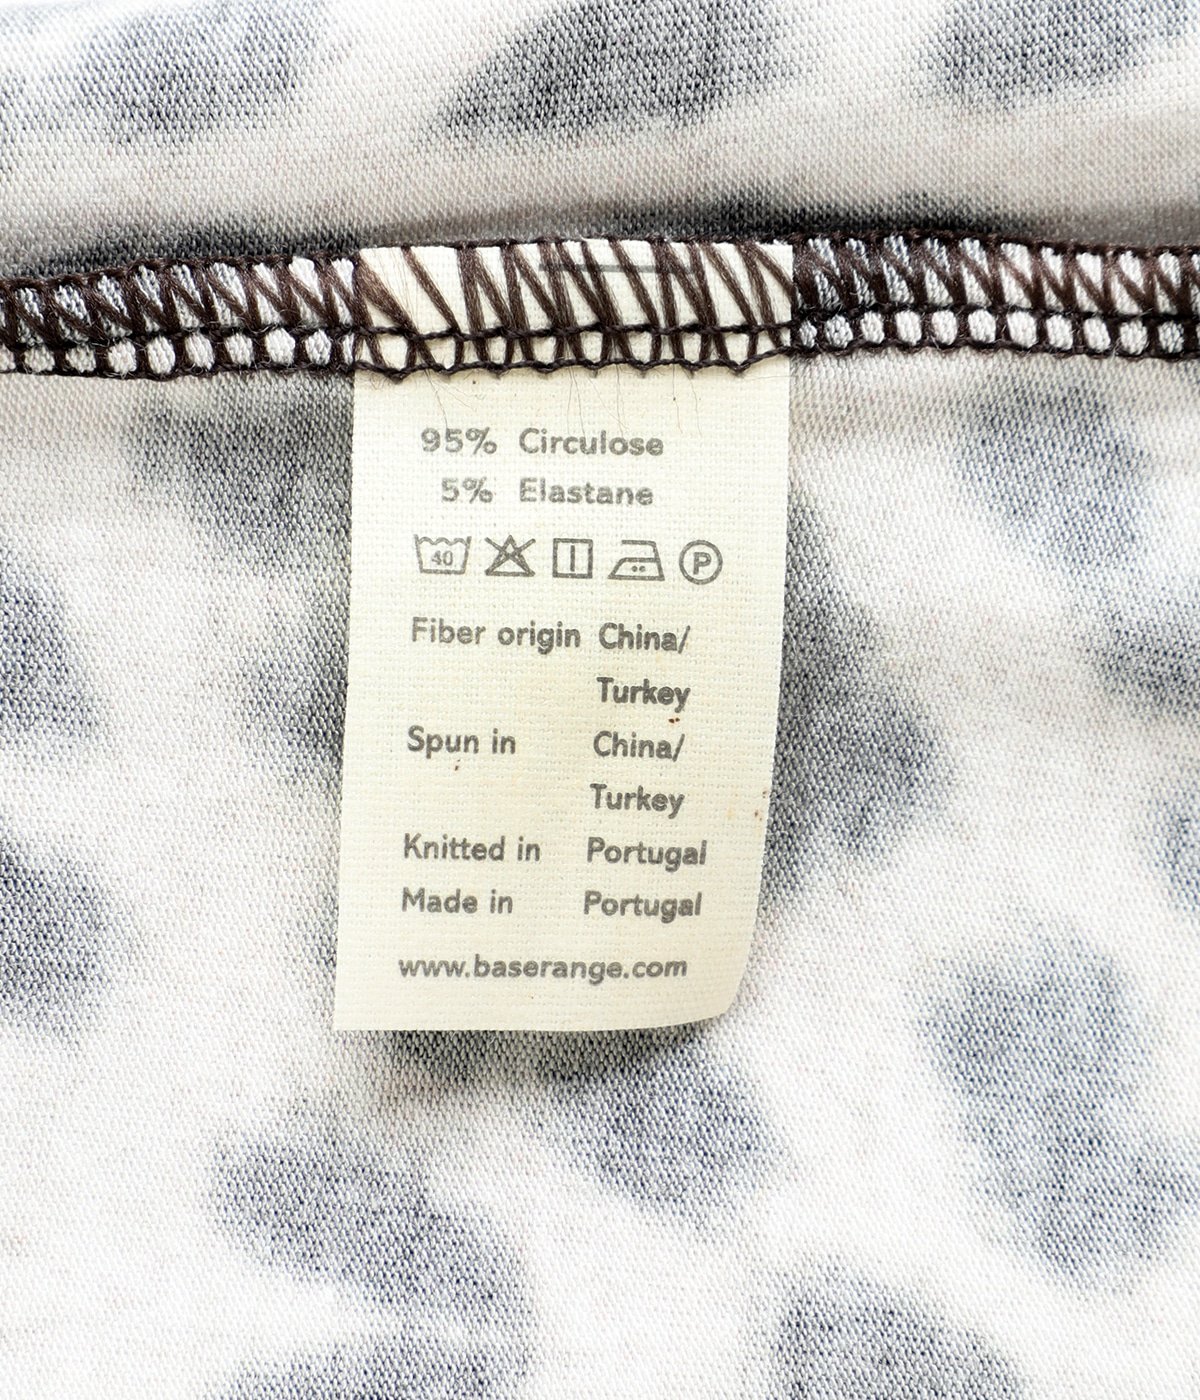 95% Circulose
5% Elastane
40 P
Fiber origin China/
Turkey
Spun in China/
Turkey
Knitted in Portugal
Made in Portugal
www.baserange.com